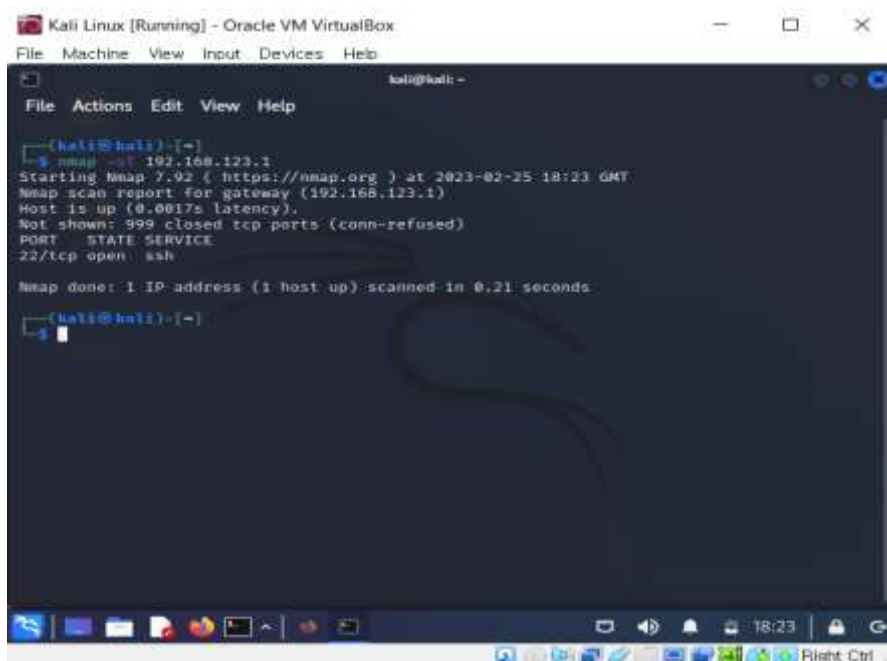 Kali Linux [Running] - Oracle VM VirtualBox
File Machine View Input Devices Help
kali@kali: ~
File Actions Edit View Help
(kali㉿kali)-[~]
$ nmap -sT 192.168.123.1
Starting Nmap 7.92 ( https://nmap.org ) at 2023-02-25 18:23 GMT
Nmap scan report for gateway (192.168.123.1)
Host is up (0.0017s latency).
Not shown: 999 closed tcp ports (conn-refused)
PORT STATE SERVICE
22/tcp open ssh
Nmap done: 1 IP address (1 host up) scanned in 0.21 seconds
(kali㉿kali)-[~]
$
18:23
Right Ctrl